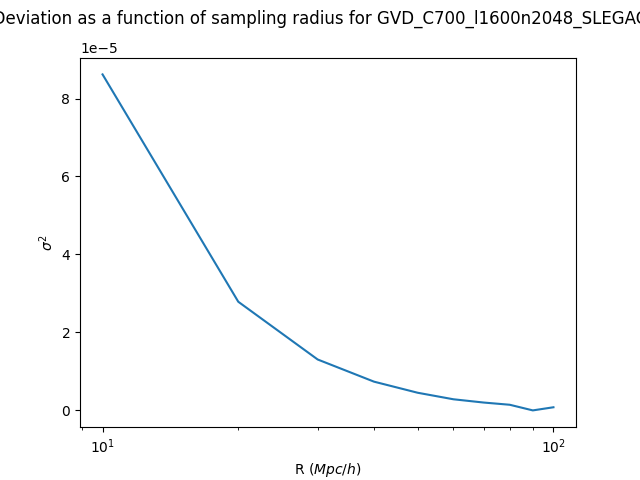 Deviation as a function of sampling radius for GVD_C700_l1600n2048_SLEGAC
1e−5
8
6
4
2
0
σ²
10¹ 10²
R (Mpc/h)